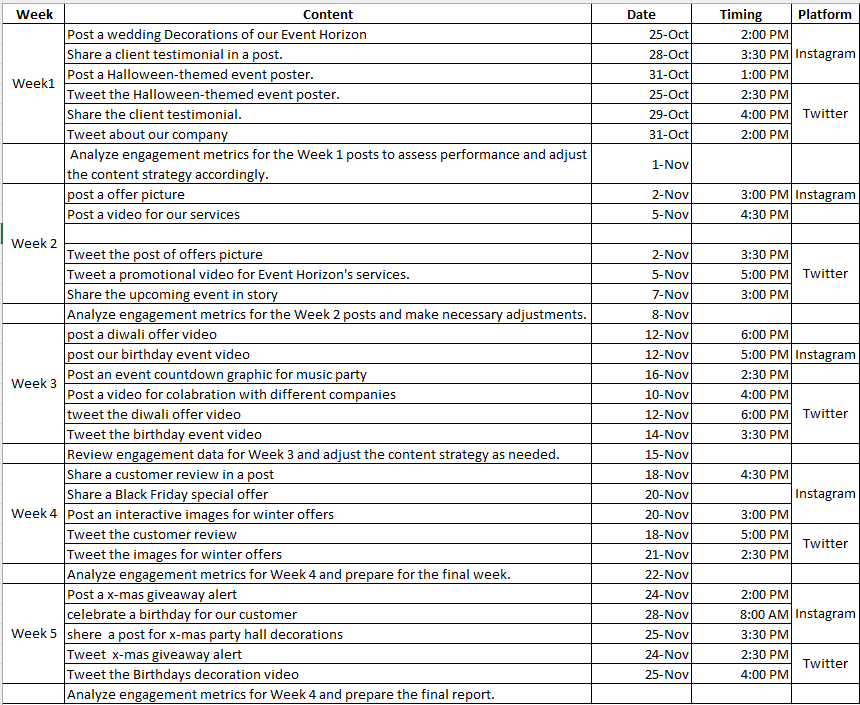 Week Content Date Timing Platform
Post a wedding Decorations of our Event Horizon 25-Oct 2:00 PM
Share a client testimonial in a post. 28-Oct 3:30 PM Instagram
Post a Halloween-themed event poster. 31-Oct 1:00 PM
Week1
Tweet the Halloween-themed event poster. 25-Oct 2:30 PM
Share the client testimonial. 29-Oct 4:00 PM Twitter
Tweet about our company 31-Oct 2:00 PM
Analyze engagement metrics for the Week 1 posts to assess performance and adjust
the content strategy accordingly. 1-Nov
post a offer picture 2-Nov 3:00 PM Instagram
Post a video for our services 5-Nov 4:30 PM
Week 2
Tweet the post of offers picture 2-Nov 3:30 PM
Tweet a promotional video for Event Horizon's services. 5-Nov 5:00 PM Twitter
Share the upcoming event in story 7-Nov 3:00 PM
Analyze engagement metrics for the Week 2 posts and make necessary adjustments. 8-Nov
post a diwali offer video 12-Nov 6:00 PM
post our birthday event video 12-Nov 5:00 PM Instagram
Post an event countdown graphic for music party 16-Nov 2:30 PM
Week 3
Post a video for colabration with different companies 10-Nov 4:00 PM
tweet the diwali offer video 12-Nov 6:00 PM Twitter
Tweet the birthday event video 14-Nov 3:30 PM
Review engagement data for Week 3 and adjust the content strategy as needed. 15-Nov
Share a customer review in a post 18-Nov 4:30 PM
Share a Black Friday special offer 20-Nov Instagram
Week 4 Post an interactive images for winter offers 20-Nov 3:00 PM
Tweet the customer review 18-Nov 5:00 PM
Twitter
Tweet the images for winter offers 21-Nov 2:30 PM
Analyze engagement metrics for Week 4 and prepare for the final week. 22-Nov
Post a x-mas giveaway alert 24-Nov 2:00 PM
celebrate a birthday for our customer 28-Nov 8:00 AM Instagram
Week 5 shere a post for x-mas party hall decorations 25-Nov 3:30 PM
Tweet x-mas giveaway alert 24-Nov 2:30 PM
Twitter
Tweet the Birthdays decoration video 25-Nov 4:00 PM
Analyze engagement metrics for Week 4 and prepare the final report.